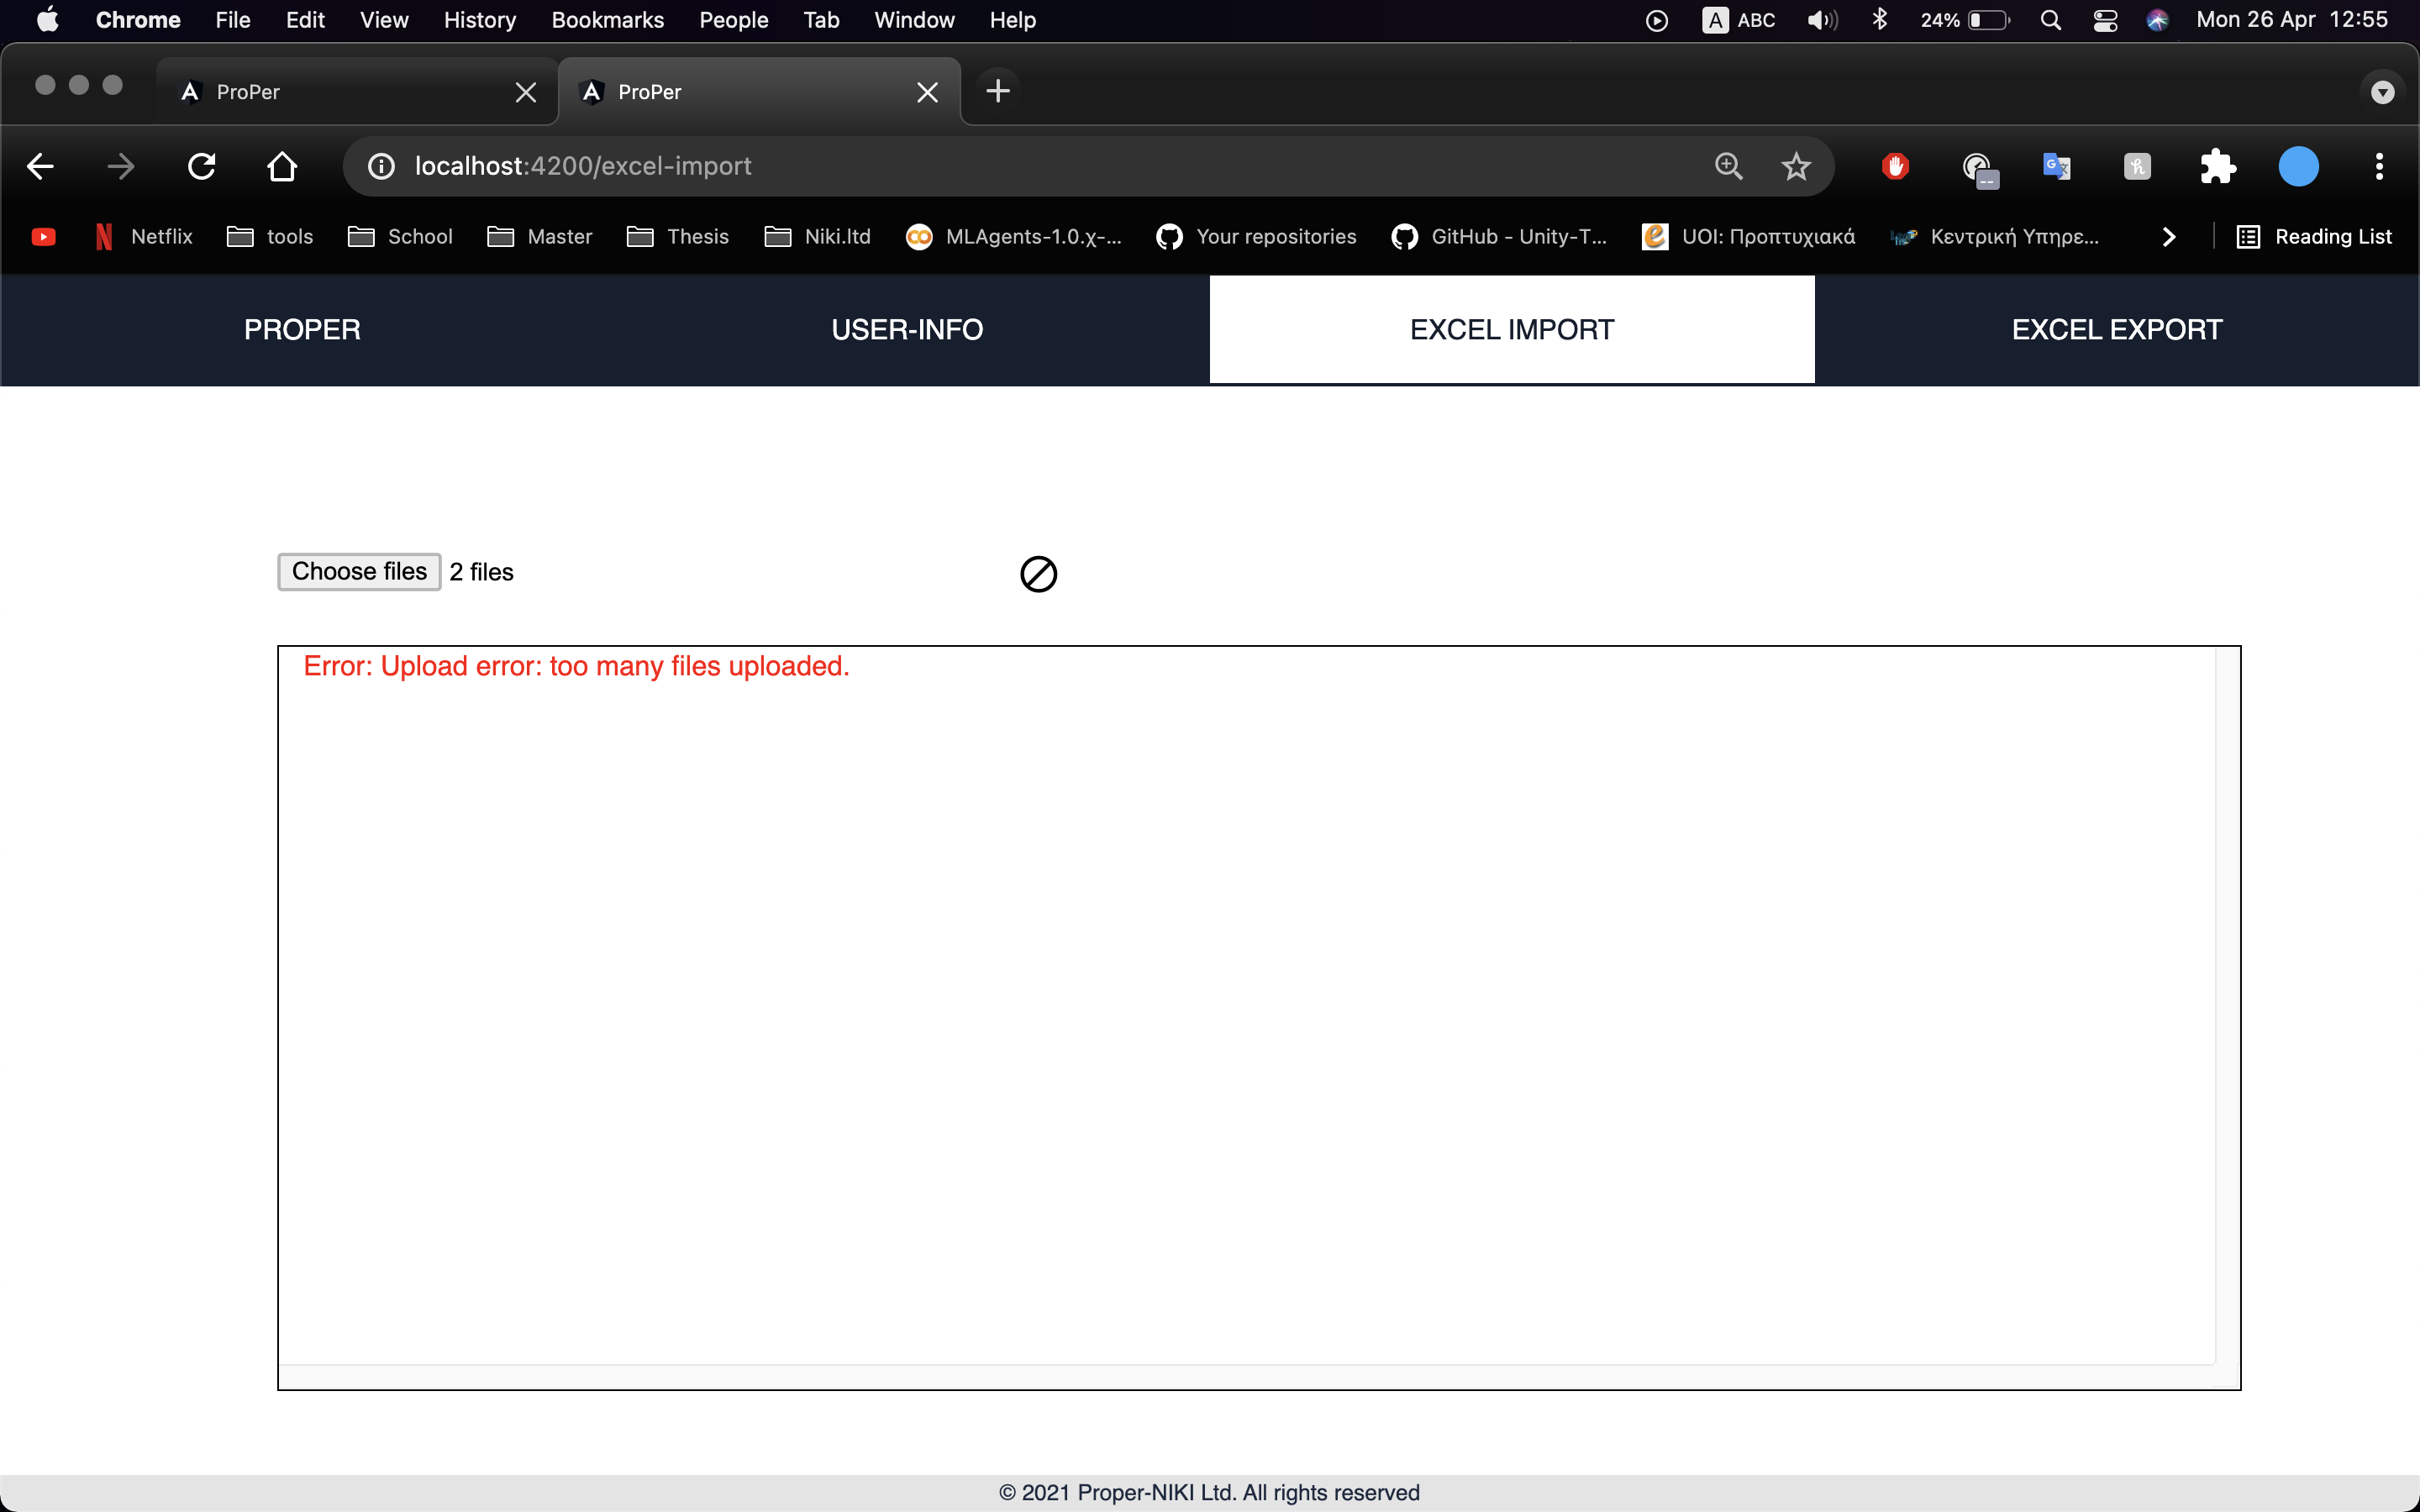 Chrome File Edit View History Bookmarks People Tab Window Help A ABC 24% Mon 26 Apr 12:55
ProPer ProPer
localhost:4200/excel-import
Netflix tools School Master Thesis Niki.ltd MLAgents-1.0.χ-... Your repositories GitHub - Unity-T... UOI: Προπτυχιακά Κεντρική Υπηρε... Reading List
PROPER USER-INFO EXCEL IMPORT EXCEL EXPORT
Choose files 2 files
Error: Upload error: too many files uploaded.
© 2021 Proper-NIKI Ltd. All rights reserved